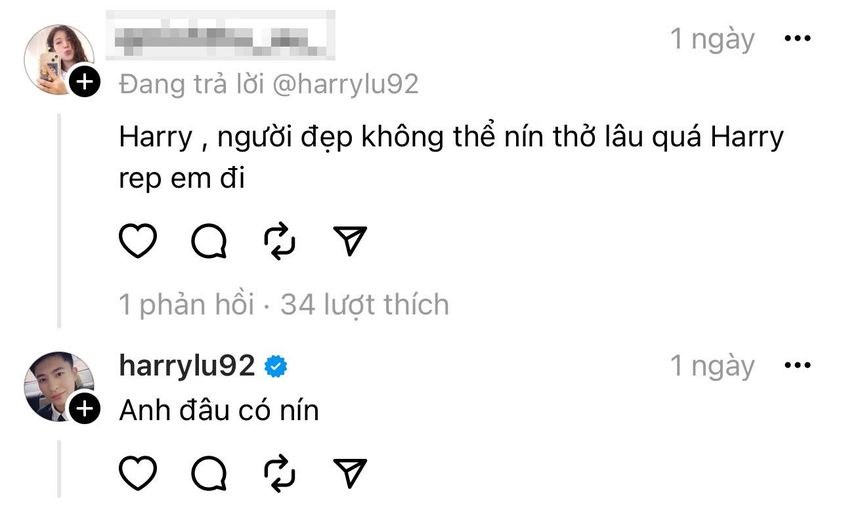 1 ngày
Đang trả lời @harrylu92
Harry , người đẹp không thể nín thở lâu quá Harry
rep em đi
1 phản hồi · 34 lượt thích
harrylu92 1 ngày
Anh đâu có nín